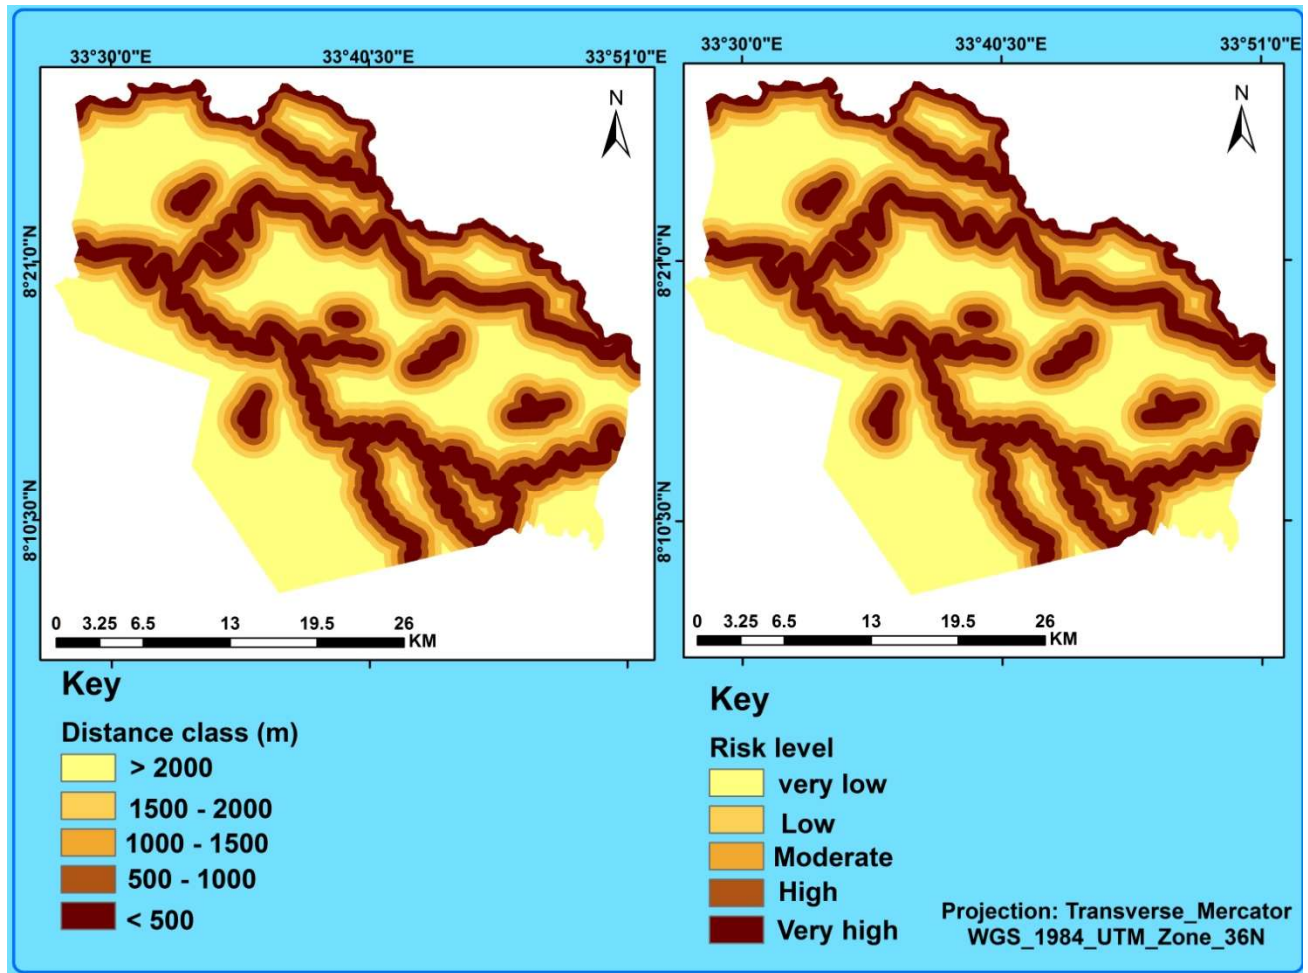 33°30'0"E 33°40'30"E 33°51'0"E
N
8°21'0"N
8°10'30"N
0 3.25 6.5 13 19.5 26
KM
Key
Distance class (m)
> 2000
1500 - 2000
1000 - 1500
500 - 1000
< 500
33°30'0"E 33°40'30"E 33°51'0"E
N
8°21'0"N
8°10'30"N
0 3.25 6.5 13 19.5 26
KM
Key
Risk level
very low
Low
Moderate
High
Very high
Projection: Transverse_Mercator
WGS_1984_UTM_Zone_36N